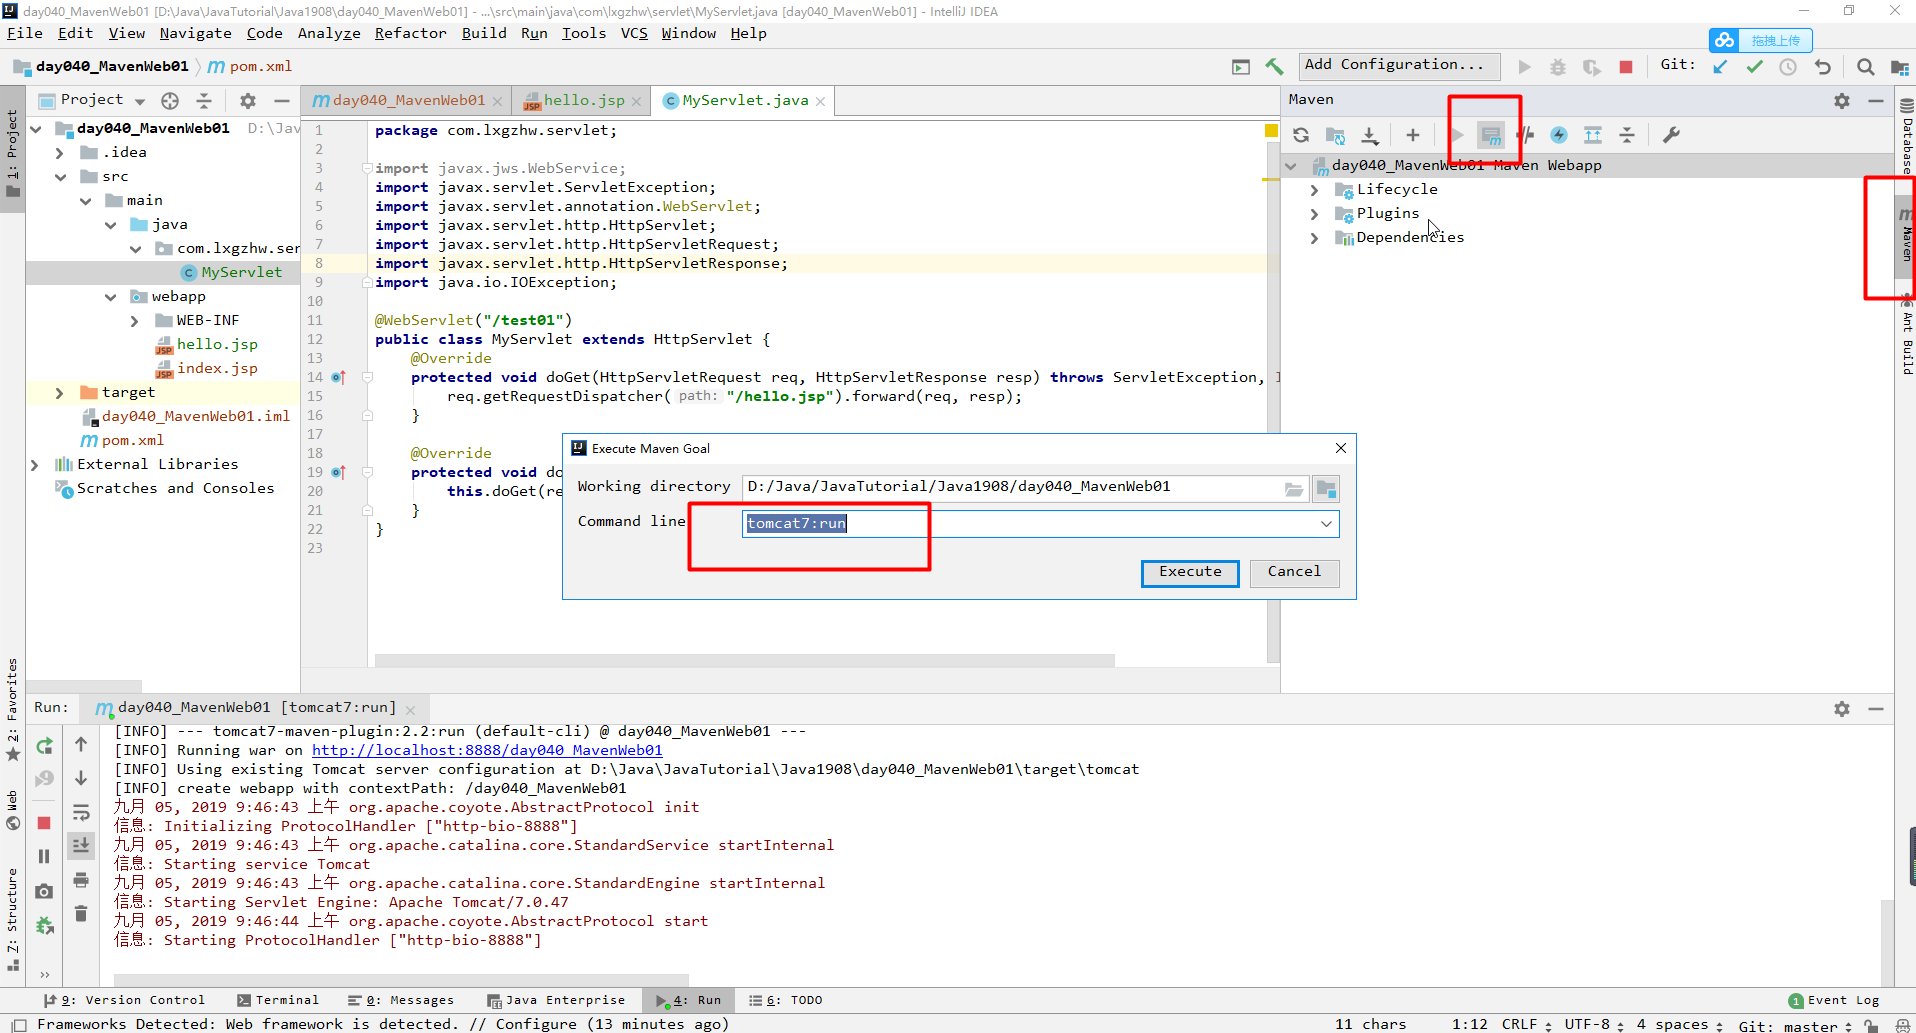 day040_MavenWeb01 [D:\Java\JavaTutorial\Java1908\day040_MavenWeb01] - ...\src\main\java\com\lxgzhw\servlet\MyServlet.java [day040_MavenWeb01] - IntelliJ IDEA
File Edit View Navigate Code Analyze Refactor Build Run Tools VCS Window Help
拖拽上传
day040_MavenWeb01 pom.xml
Add Configuration...
Git:
1: Project
Project
day040_MavenWeb01 D:\Jav
.idea
src
main
java
com.lxgzhw.ser
MyServlet
webapp
WEB-INF
hello.jsp
index.jsp
target
day040_MavenWeb01.iml
pom.xml
External Libraries
Scratches and Consoles
day040_MavenWeb01
hello.jsp
MyServlet.java
1 package com.lxgzhw.servlet;
2
3 import javax.jws.WebService;
4 import javax.servlet.ServletException;
5 import javax.servlet.annotation.WebServlet;
6 import javax.servlet.http.HttpServlet;
7 import javax.servlet.http.HttpServletRequest;
8 import javax.servlet.http.HttpServletResponse;
9 import java.io.IOException;
10
11 @WebServlet("/test01")
12 public class MyServlet extends HttpServlet {
13 @Override
14 protected void doGet(HttpServletRequest req, HttpServletResponse resp) throws ServletException, I
15 req.getRequestDispatcher( path: "/hello.jsp").forward(req, resp);
16 }
17
18 @Override
19 protected void do
20 this.doGet(re
21 }
22 }
23
Execute Maven Goal
Working directory D:/Java/JavaTutorial/Java1908/day040_MavenWeb01
Command line tomcat7:run
Execute Cancel
Maven
day040_MavenWeb01 Maven Webapp
Lifecycle
Plugins
Dependencies
Database
Maven
Ant Build
2: Favorites
Web
7: Structure
Run: day040_MavenWeb01 [tomcat7:run]
[INFO] --- tomcat7-maven-plugin:2.2:run (default-cli) @ day040_MavenWeb01 ---
[INFO] Running war on http://localhost:8888/day040_MavenWeb01
[INFO] Using existing Tomcat server configuration at D:\Java\JavaTutorial\Java1908\day040_MavenWeb01\target\tomcat
[INFO] create webapp with contextPath: /day040_MavenWeb01
九月 05, 2019 9:46:43 上午 org.apache.coyote.AbstractProtocol init
信息: Initializing ProtocolHandler ["http-bio-8888"]
九月 05, 2019 9:46:43 上午 org.apache.catalina.core.StandardService startInternal
信息: Starting service Tomcat
九月 05, 2019 9:46:43 上午 org.apache.catalina.core.StandardEngine startInternal
信息: Starting Servlet Engine: Apache Tomcat/7.0.47
九月 05, 2019 9:46:44 上午 org.apache.coyote.AbstractProtocol start
信息: Starting ProtocolHandler ["http-bio-8888"]
9: Version Control Terminal 0: Messages Java Enterprise 4: Run 6: TODO
1 Event Log
Frameworks Detected: Web framework is detected. // Configure (13 minutes ago)
11 chars 1:12 CRLF UTF-8 4 spaces Git: master